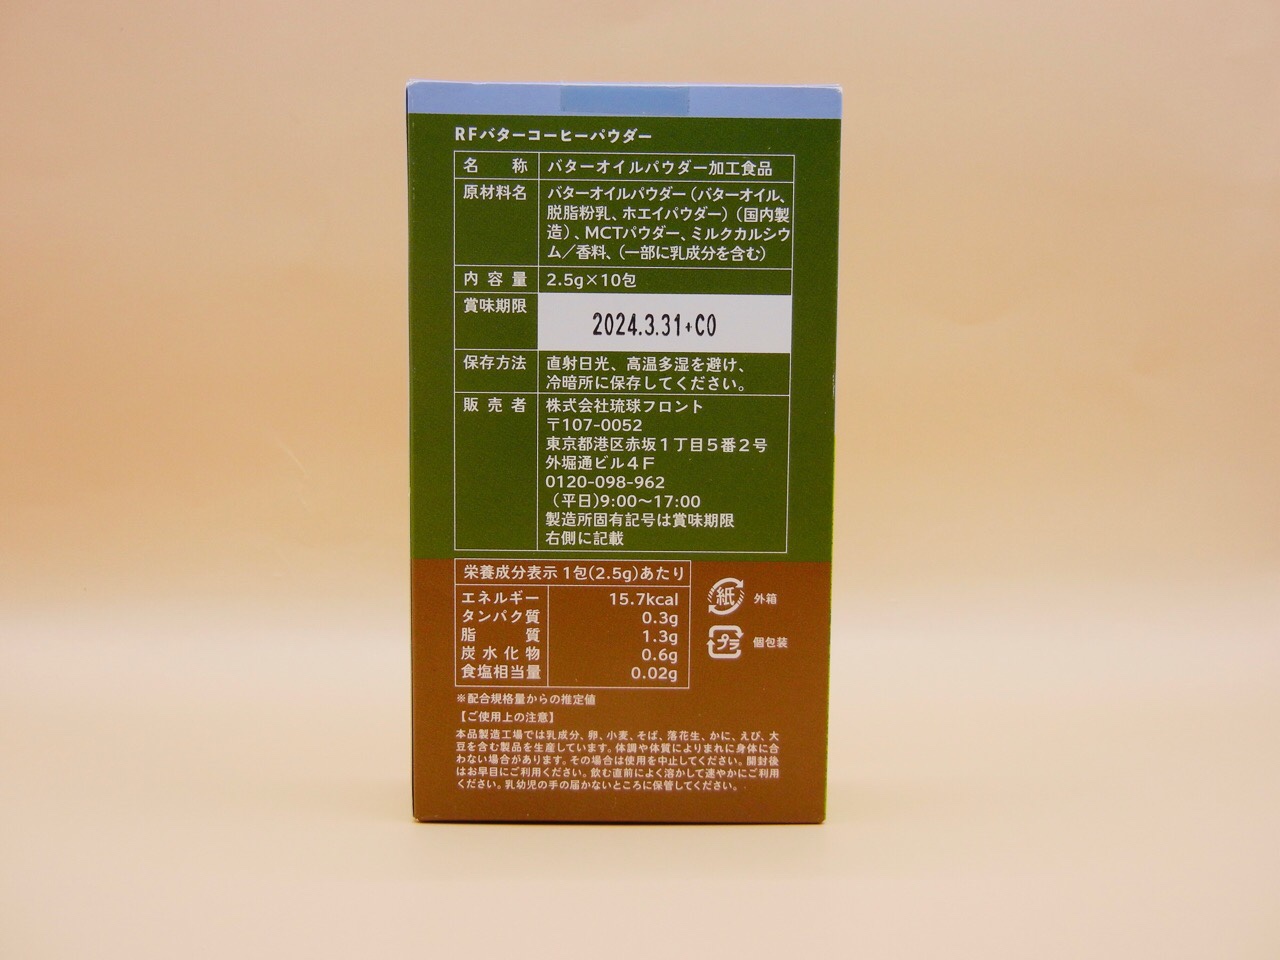 RFバターコーヒーパウダー
名称 バターオイルパウダー加工食品
原材料名 バターオイルパウダー（バターオイル、
脱脂粉乳、ホエイパウダー）（国内製
造）、MCTパウダー、ミルクカルシウ
ム／香料、（一部に乳成分を含む）
内容量 2.5g×10包
賞味期限 2024.3.31+C0
保存方法 直射日光、高温多湿を避け、
冷暗所に保存してください。
販売者 株式会社琉球フロント
〒107-0052
東京都港区赤坂１丁目５番２号
外堀通ビル４Ｆ
0120-098-962
（平日）9:00〜17:00
製造所固有記号は賞味期限
右側に記載
栄養成分表示 1包(2.5g)あたり
エネルギー 15.7kcal
タンパク質 0.3g
脂質 1.3g
炭水化物 0.6g
食塩相当量 0.02g
紙 外箱
プラ 個包装
※配合規格量からの推定値
【ご使用上の注意】
本品製造工場では乳成分、卵、小麦、そば、落花生、かに、えび、大
豆を含む製品を生産しています。体調や体質によりまれに身体に合
わない場合があります。その場合は使用を中止してください。開封後
はお早目にご利用ください。飲む直前によく溶かして速やかにご利用
ください。乳幼児の手の届かないところに保管してください。